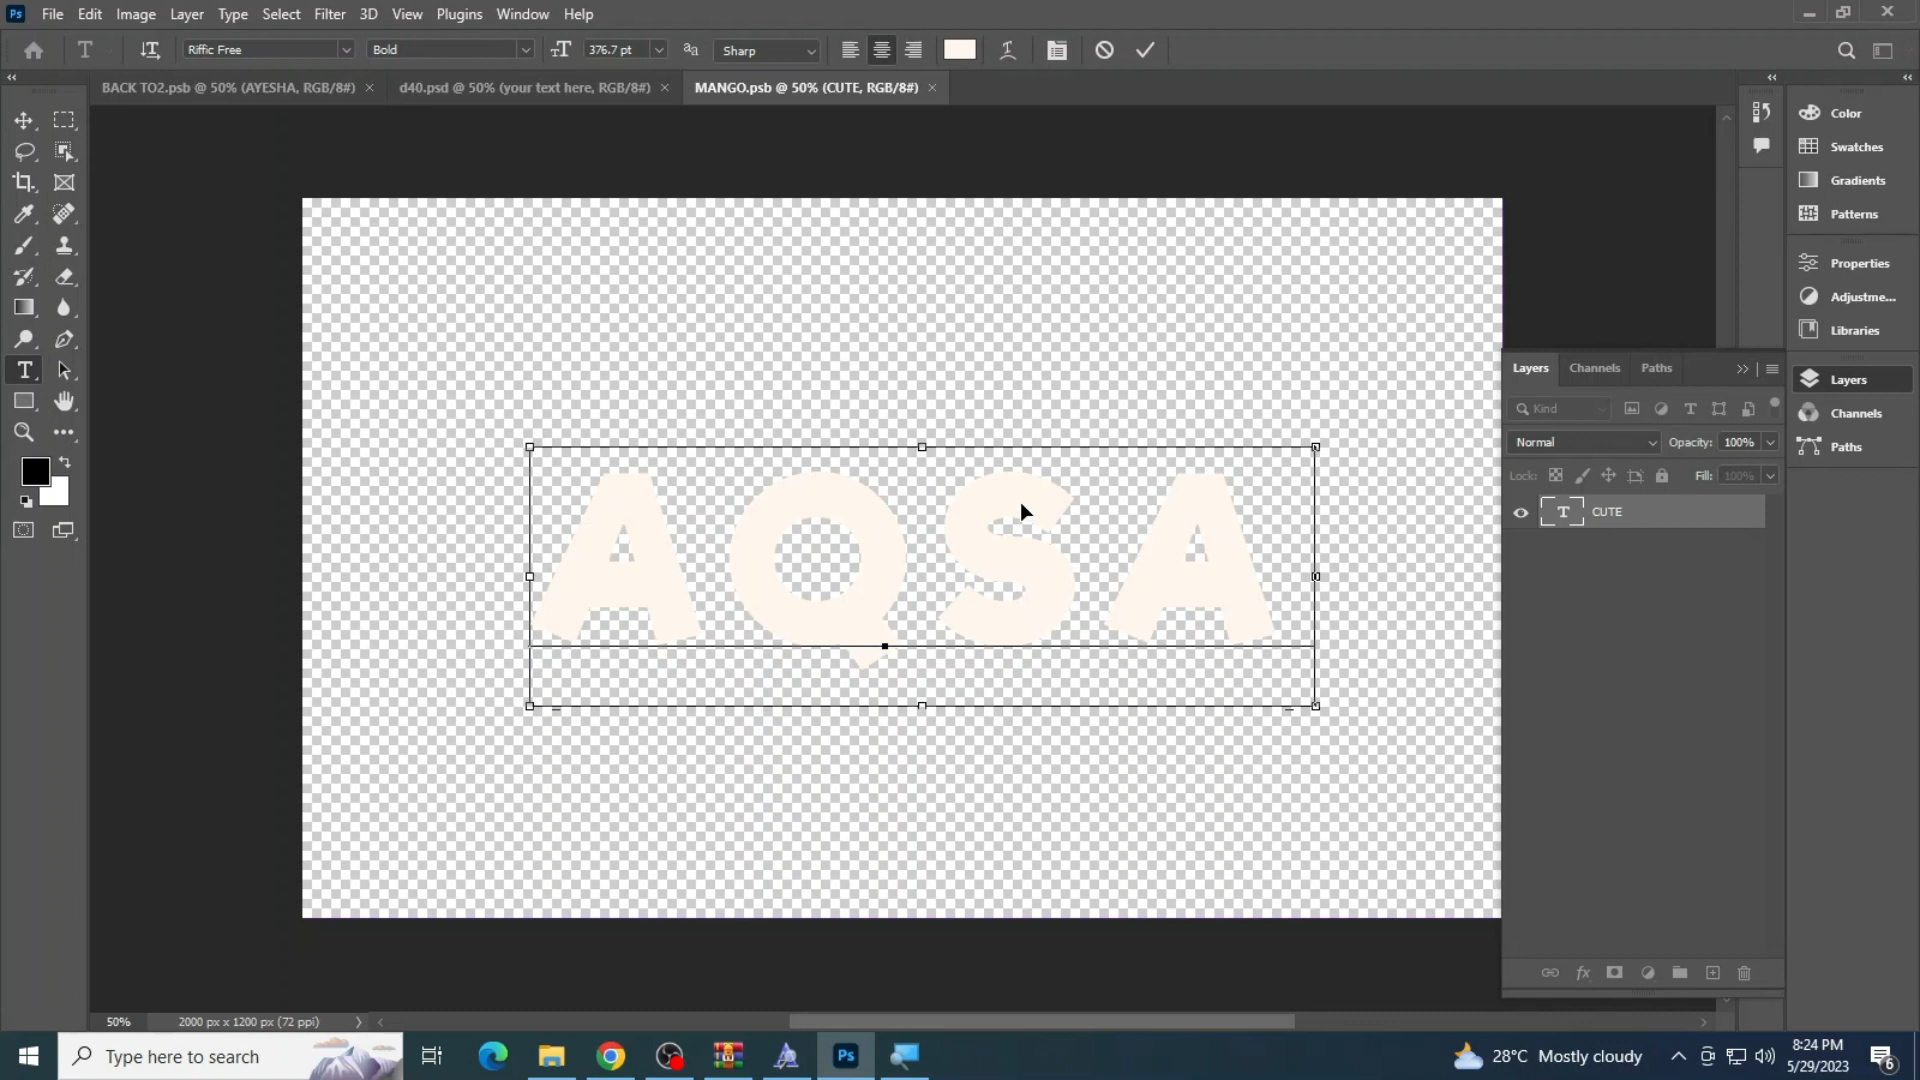 Ps File Edit Image Layer Type Select Filter 3D View Plugins Window Help
T Riffic Free Bold 376.7 pt Sharp
BACK TO2.psb @ 50% (AYESHA, RGB/8#) × d40.psd @ 50% (your text here, RGB/8#) × MANGO.psb @ 50% (CUTE, RGB/8#) ×
Color
Swatches
Gradients
Patterns
Properties
Adjustme...
Libraries
Layers
Channels
Paths
Layers Channels Paths
Kind
Normal Opacity: 100%
Lock: Fill: 100%
T CUTE
fx
AQSA
50% 2000 px x 1200 px (72 ppi)
Type here to search
Ps
28°C Mostly cloudy
8:24 PM
5/29/2023
6